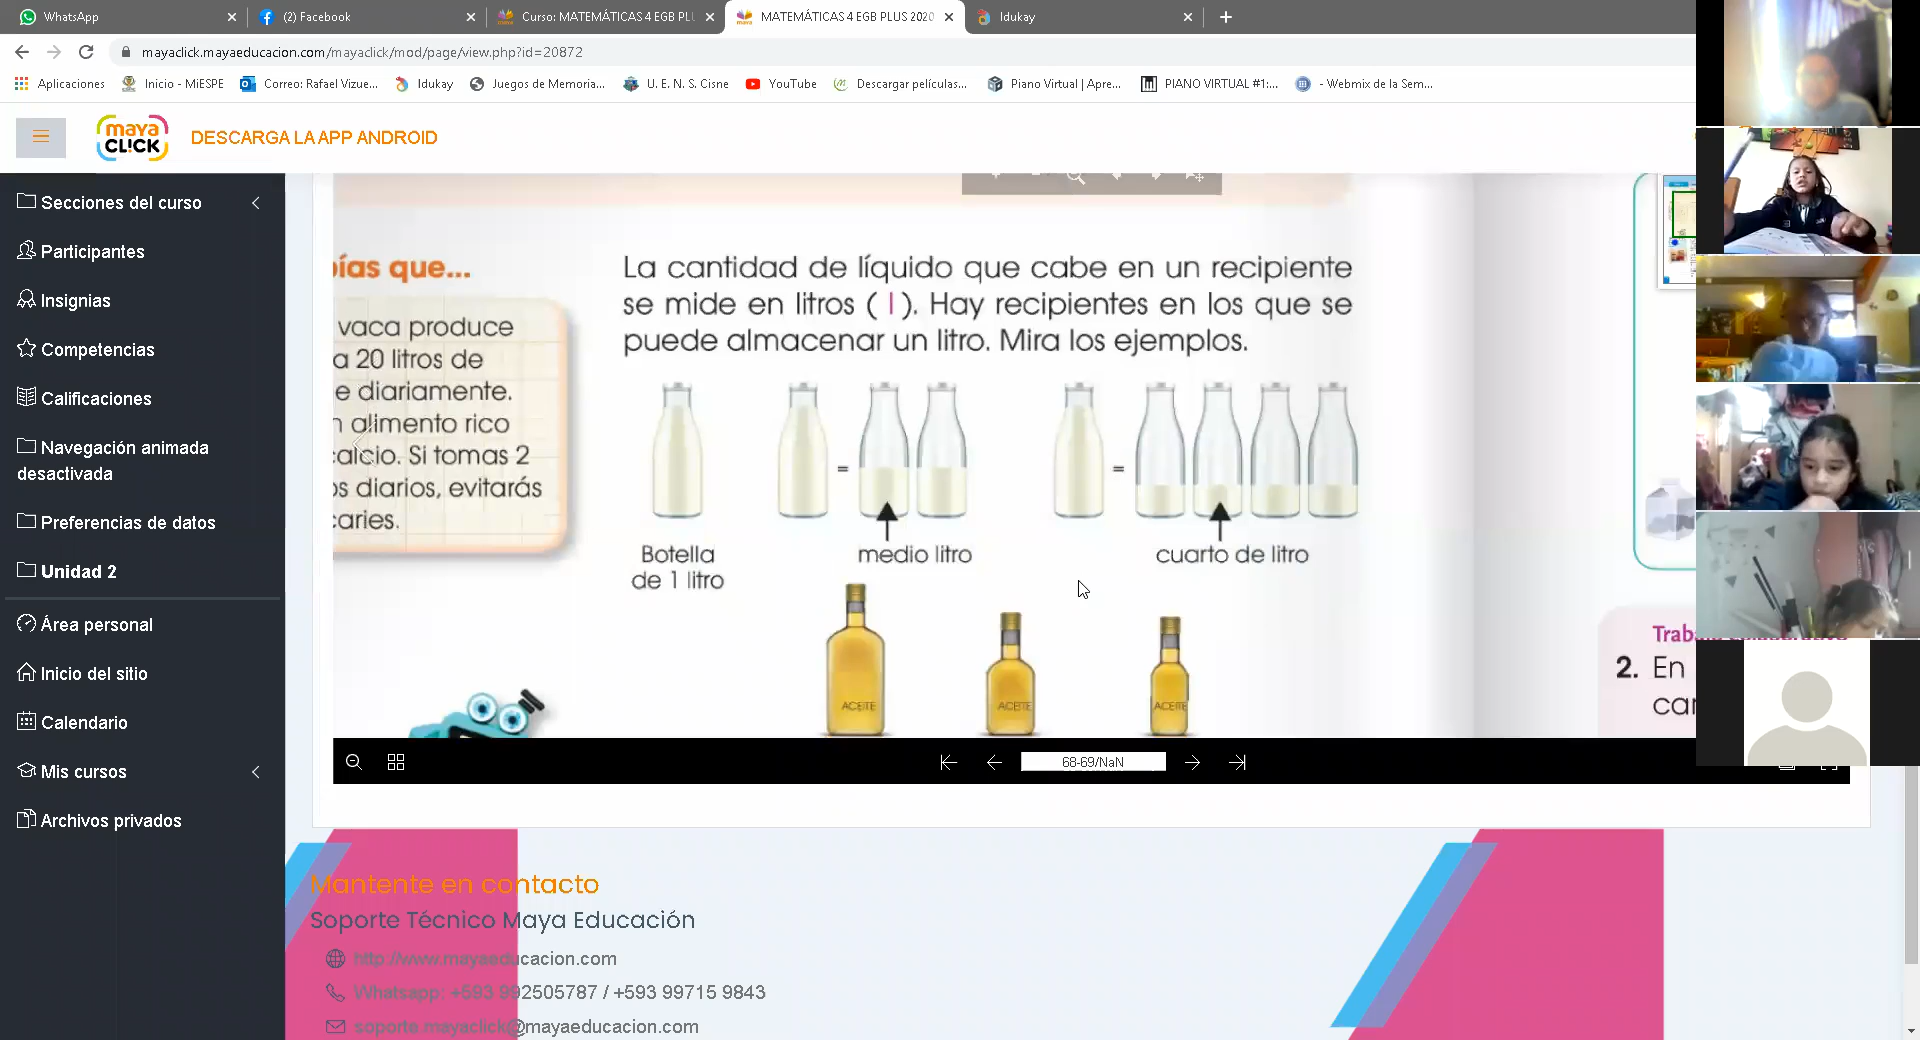 WhatsApp
(2) Facebook
Curso: MATEMÁTICAS 4 EGB PLU
MATEMÁTICAS 4 EGB PLUS 2020
Idukay
mayaclick.mayaeducacion.com/mayaclick/mod/page/view.php?id=20872
Aplicaciones
Inicio - MiESPE
Correo: Rafael Vizue...
Idukay
Juegos de Memoria...
U. E. N. S. Cisne
YouTube
Descargar películas...
Piano Virtual | Apre...
PIANO VIRTUAL #1:...
- Webmix de la Sem...
maya
CLICK
DESCARGA LA APP ANDROID
Secciones del curso
Participantes
Insignias
Competencias
Calificaciones
Navegación animada
desactivada
Preferencias de datos
Unidad 2
Área personal
Inicio del sitio
Calendario
Mis cursos
Archivos privados
ías que...
vaca produce
a 20 litros de
e diariamente.
alimento rico
calcio. Si tomas 2
s diarios, evitarás
caries.
La cantidad de líquido que cabe en un recipiente
se mide en litros ( l ). Hay recipientes en los que se
puede almacenar un litro. Mira los ejemplos.
=
=
Botella
de 1 litro
medio litro
cuarto de litro
ACEITE
ACEITE
ACEITE
2. En
68-69/NaN
Mantente en contacto
Soporte Técnico Maya Educación
http://www.mayaeducacion.com
Whatsapp: +593 992505787 / +593 99715 9843
soporte.mayaclick@mayaeducacion.com